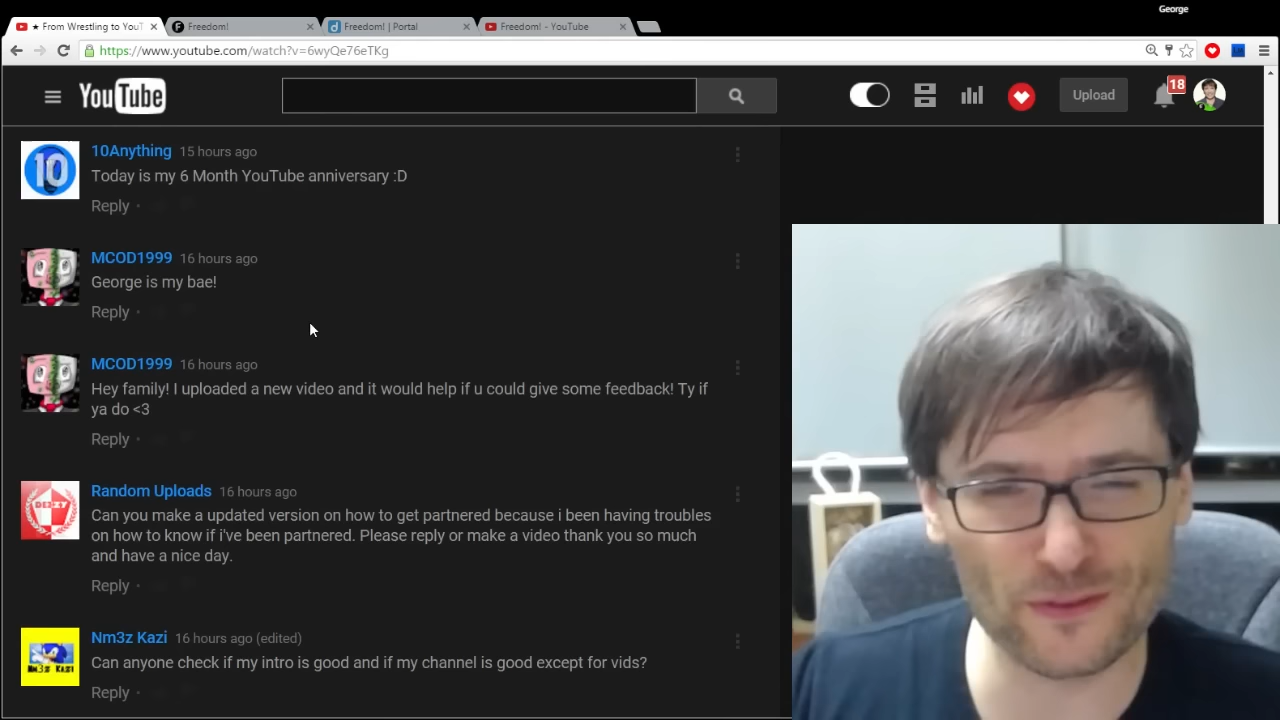 George
★ From Wrestling to YouT
Freedom!
Freedom! | Portal
Freedom! - YouTube
https://www.youtube.com/watch?v=6wyQe76eTKg
YouTube
Upload
18
10
10Anything 15 hours ago
Today is my 6 Month YouTube anniversary :D
Reply •
MCOD1999 16 hours ago
George is my bae!
Reply •
MCOD1999 16 hours ago
Hey family! I uploaded a new video and it would help if u could give some feedback! Ty if
ya do <3
Reply •
Random Uploads 16 hours ago
Can you make a updated version on how to get partnered because i been having troubles
on how to know if i've been partnered. Please reply or make a video thank you so much
and have a nice day.
Reply •
Nm3z Kazi 16 hours ago (edited)
NM3Z KAZI
Can anyone check if my intro is good and if my channel is good except for vids?
Reply •